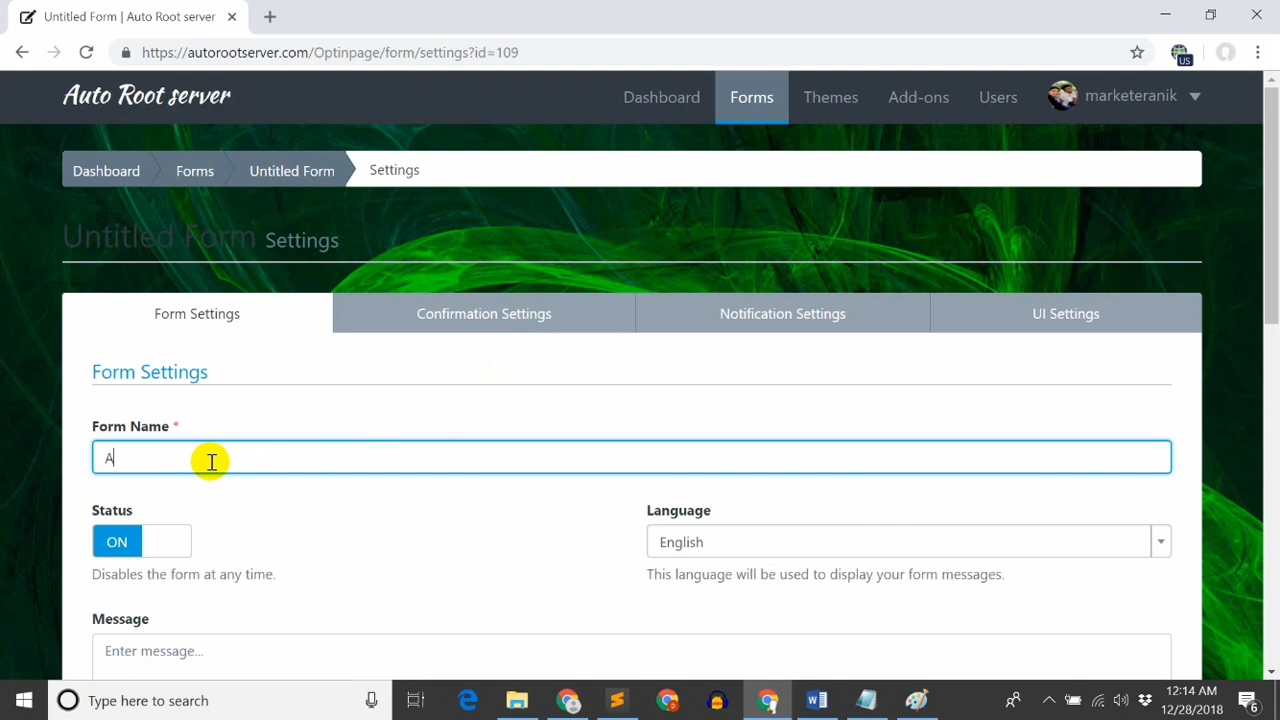 Untitled Form | Auto Root server
https://autorootserver.com/Optinpage/form/settings?id=109
US
Auto Root server
Dashboard Forms Themes Add-ons Users marketeranik
Dashboard Forms Untitled Form Settings
Untitled Form Settings
Form Settings Confirmation Settings Notification Settings UI Settings
Form Settings
Form Name *
A
Status Language
ON English
Disables the form at any time. This language will be used to display your form messages.
Message
Enter message...
Type here to search
12:14 AM
12/28/2018
6